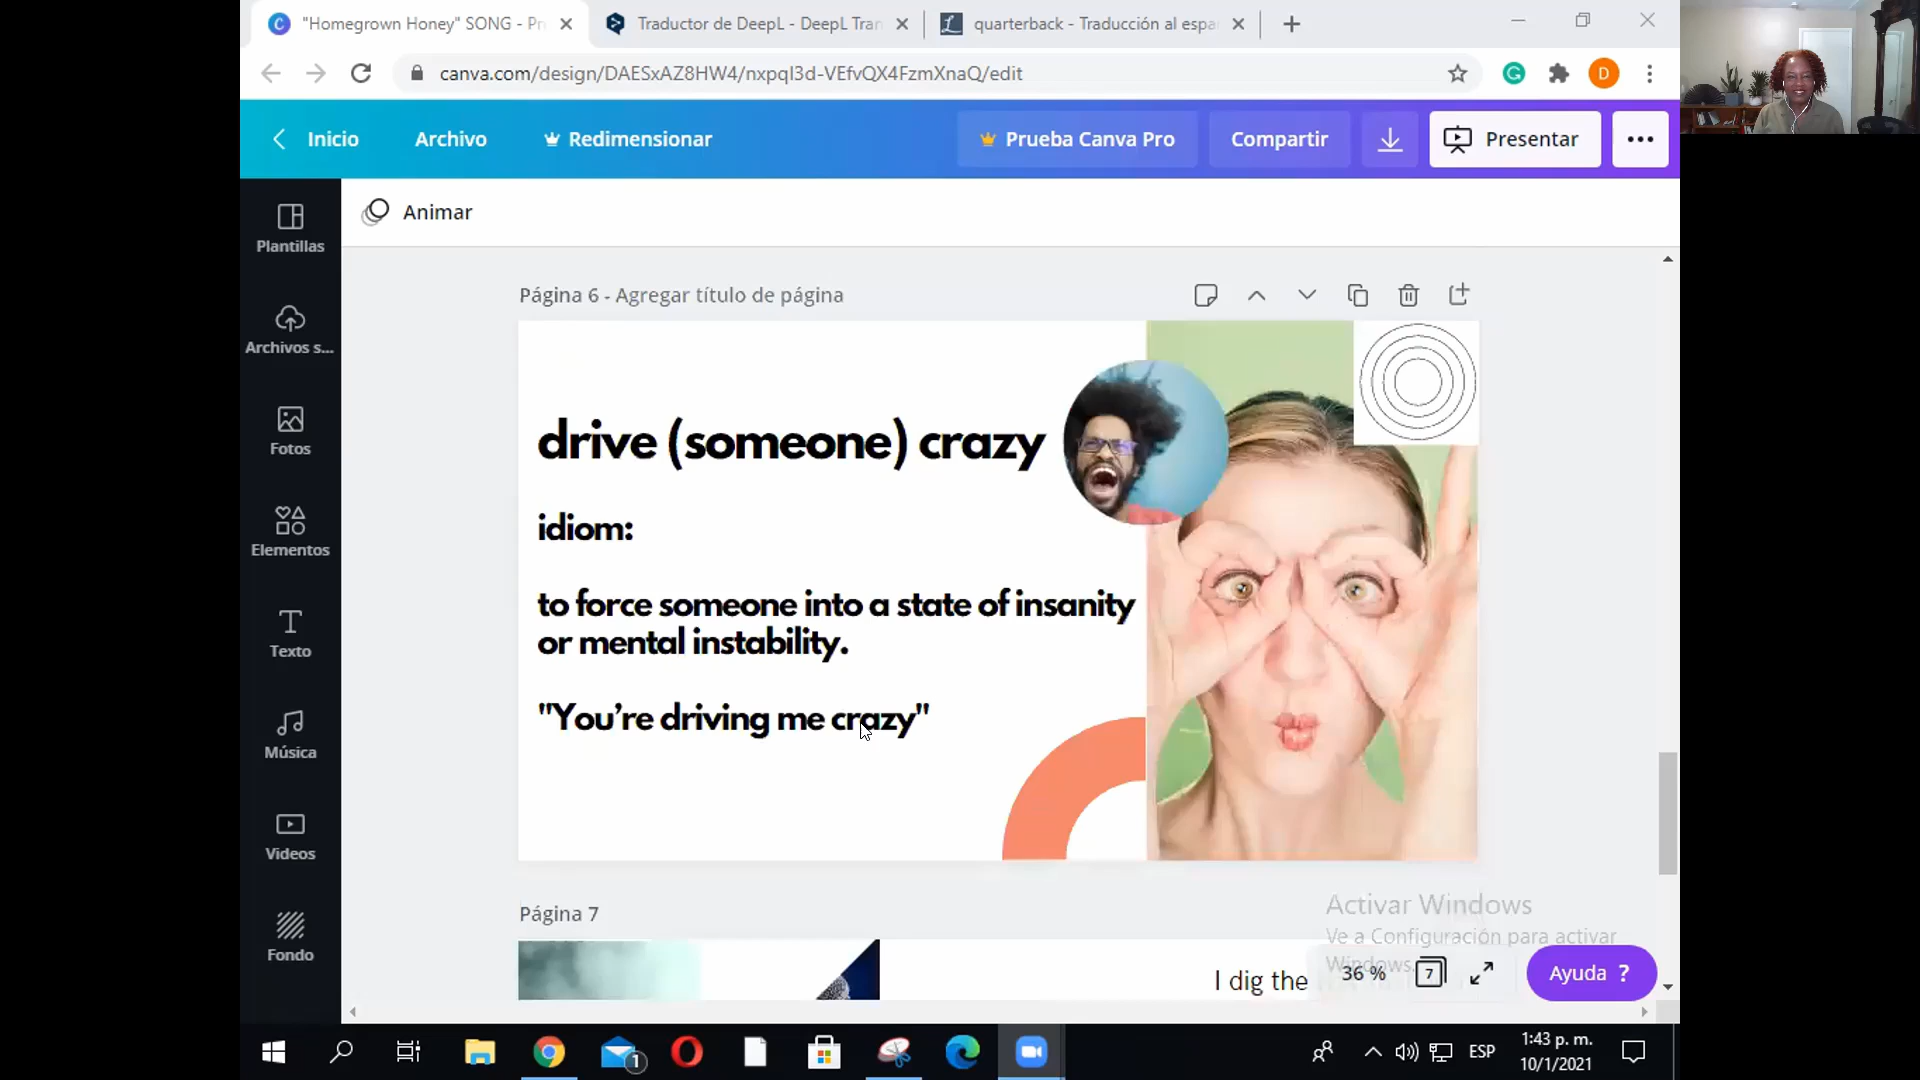 "Homegrown Honey" SONG - Pr
Traductor de DeepL - DeepL Tran
quarterback - Traducción al espa
canva.com/design/DAESxAZ8HW4/nxpqI3d-VEfvQX4FzmXnaQ/edit
D
Inicio
Archivo
Redimensionar
Prueba Canva Pro
Compartir
Presentar
Animar
Plantillas
Archivos s...
Fotos
Elementos
Texto
Música
Videos
Fondo
Página 6 - Agregar título de página
drive (someone) crazy
idiom:
to force someone into a state of insanity
or mental instability.
"You're driving me crazy"
Página 7
I dig the
Activar Windows
Ve a Configuración para activar
Windows.
36 %
7
Ayuda ?
1
ESP
1:43 p. m.
10/1/2021